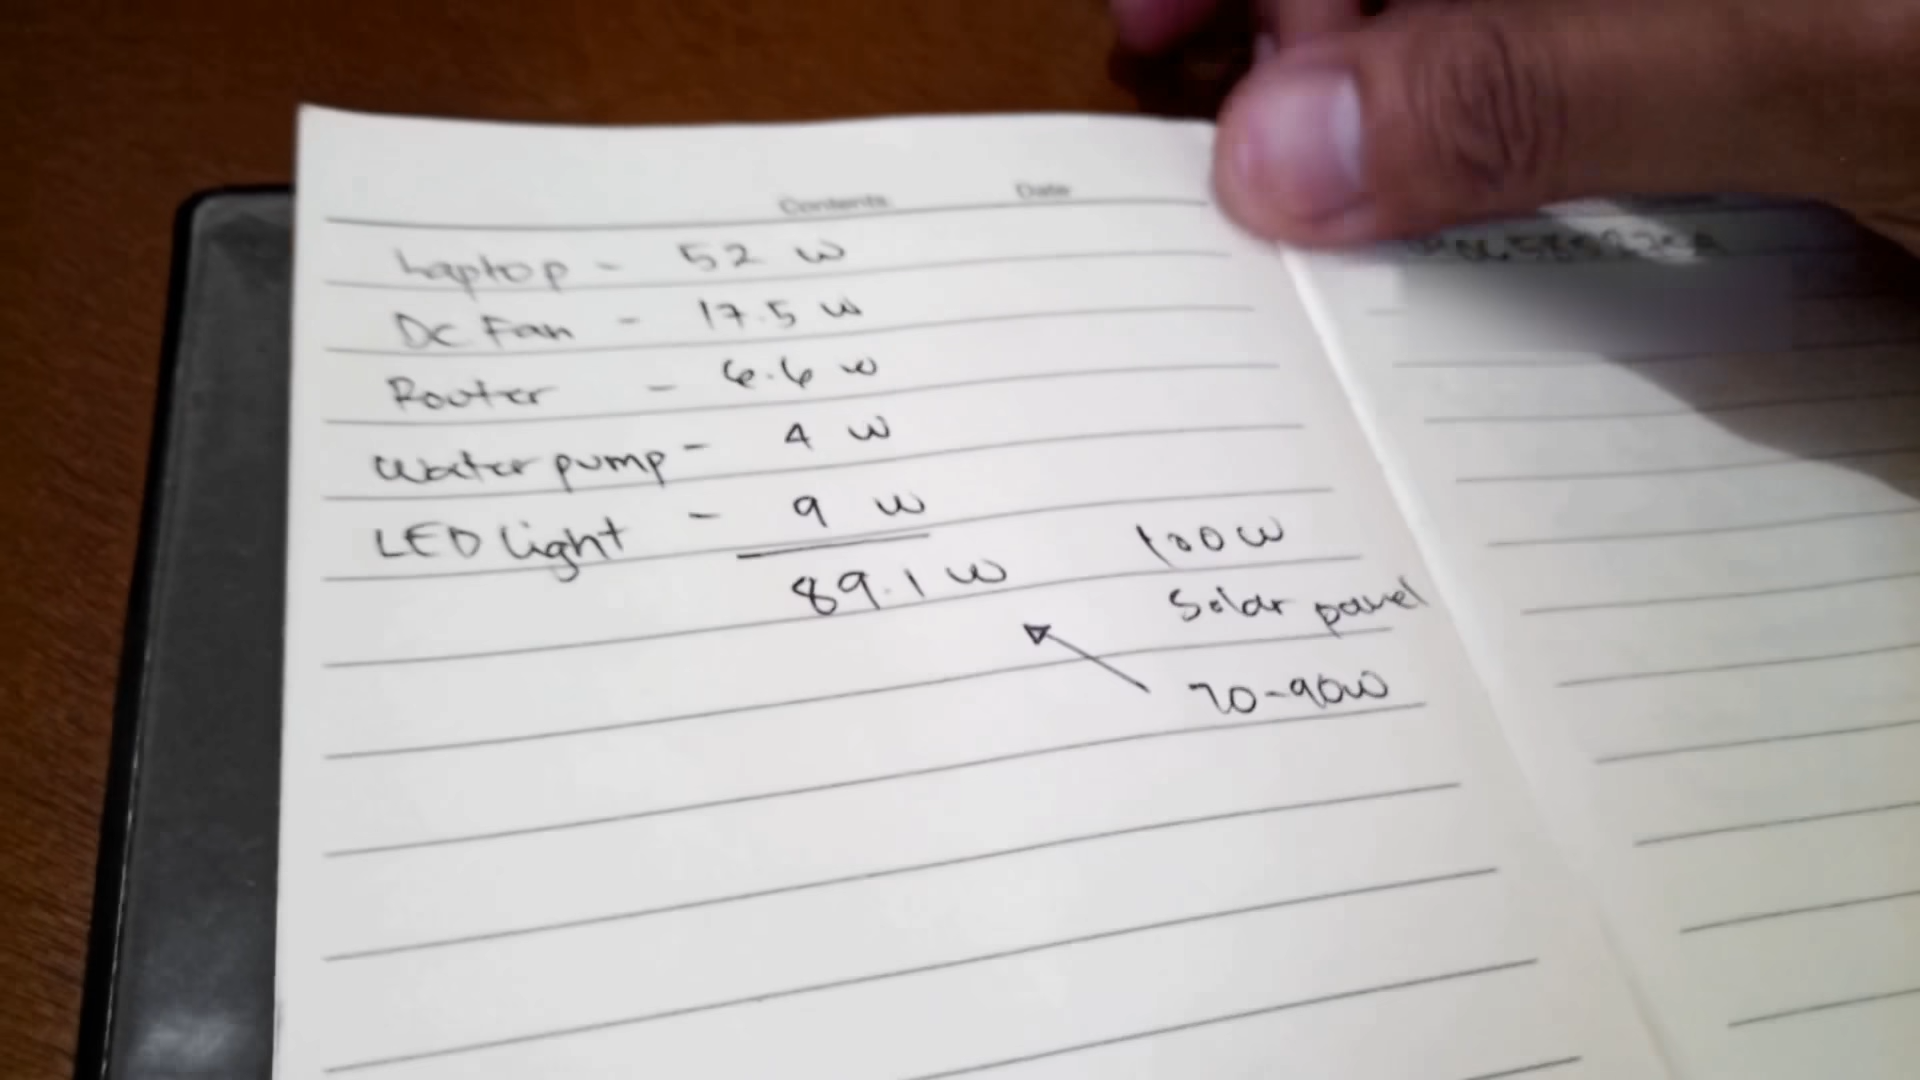 Contents Date
Laptop - 52 W
DC Fan - 17.5 W
Router - 6.6 W
Water pump - 4 W
LED Light - 9 W
89.1 W
100 W
Solar panel
70-90W